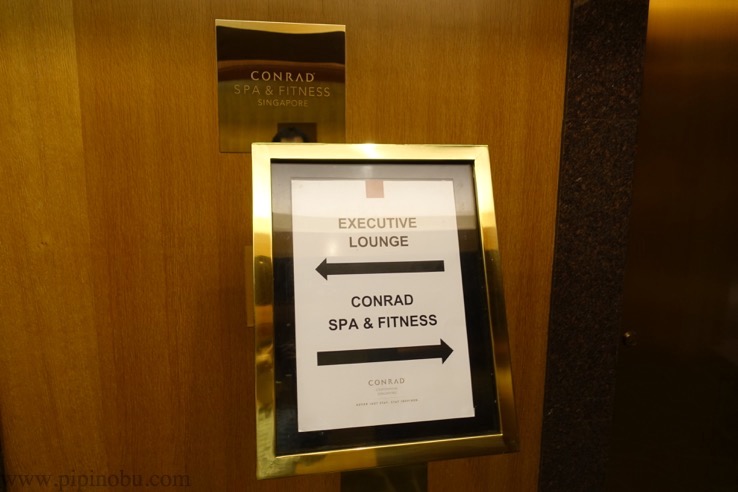 CONRAD
SPA & FITNESS
SINGAPORE
EXECUTIVE
LOUNGE
CONRAD
SPA & FITNESS
CONRAD
www.pipinobu.com